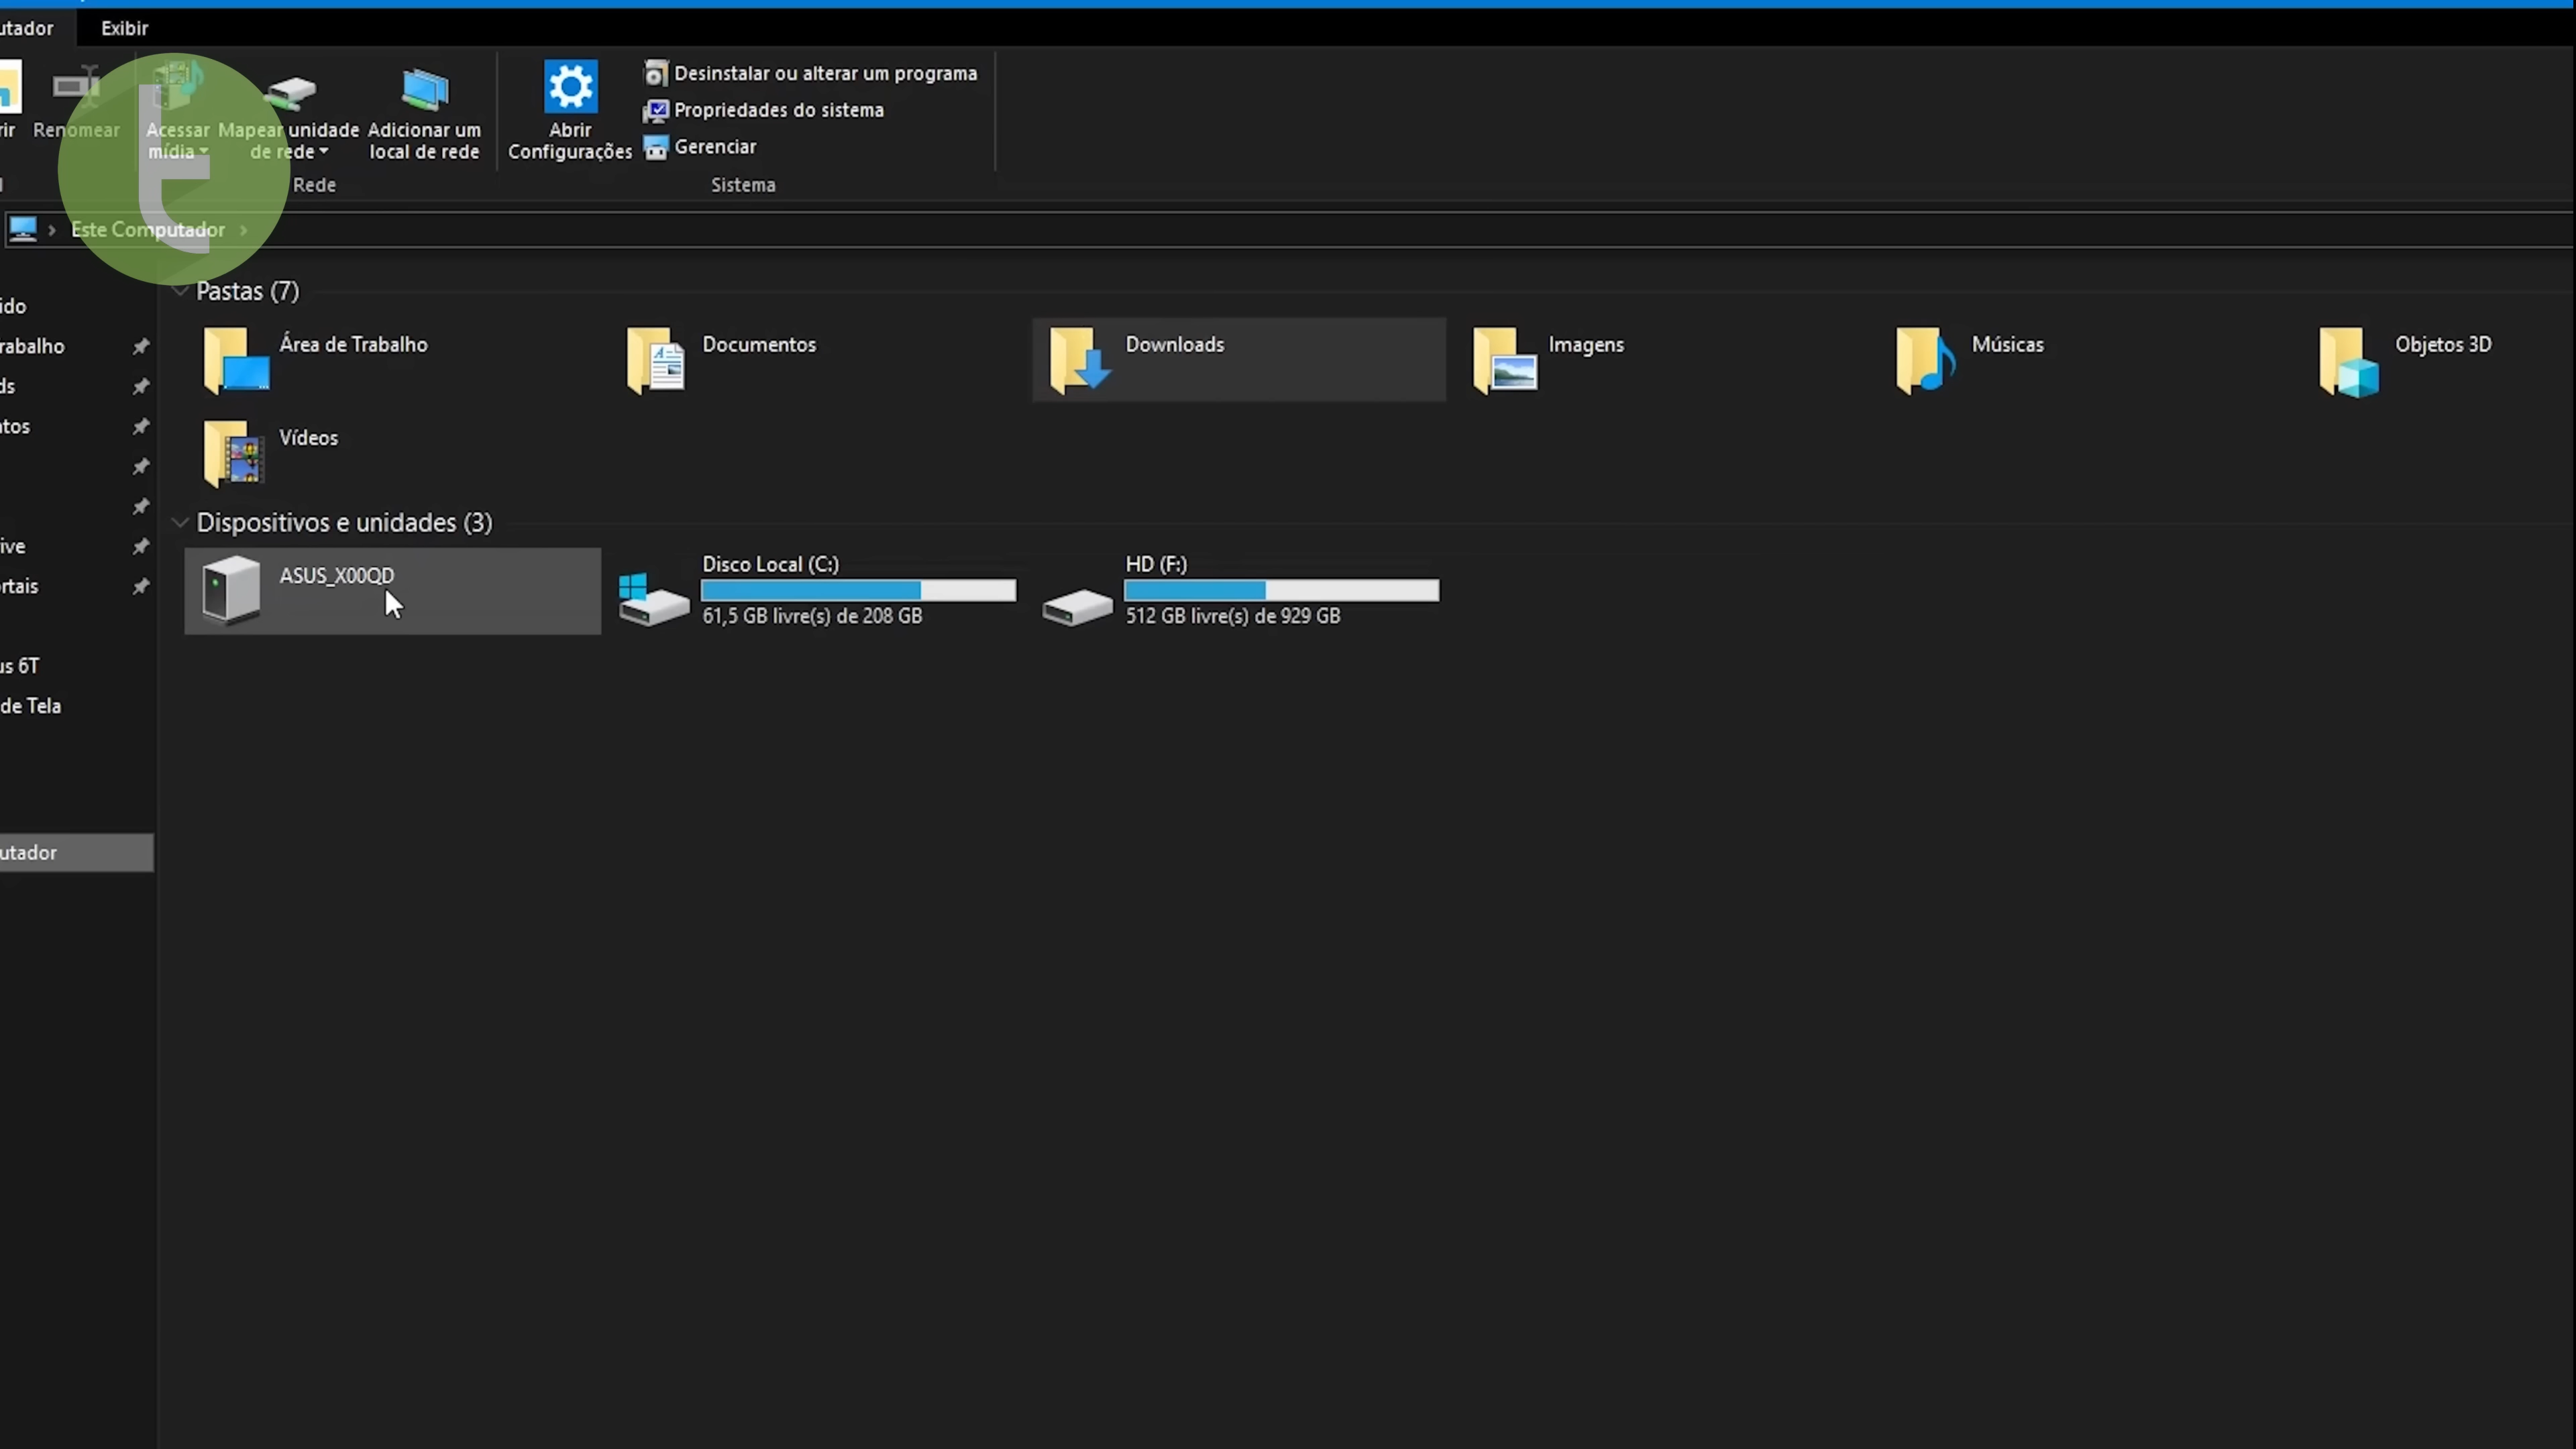 utador Exibir
Desinstalar ou alterar um programa
Propriedades do sistema
Gerenciar
rir Renomear Acessar mídia Mapear unidade de rede Adicionar um local de rede Abrir Configurações
Rede Sistema
Este Computador
Pastas (7)
ido
rabalho
ds
ntos
ive
rtais
us 6T
de Tela
utador
Área de Trabalho Documentos Downloads Imagens Músicas Objetos 3D
Vídeos
Dispositivos e unidades (3)
ASUS_X00QD
Disco Local (C:)
61,5 GB livre(s) de 208 GB
HD (F:)
512 GB livre(s) de 929 GB
t